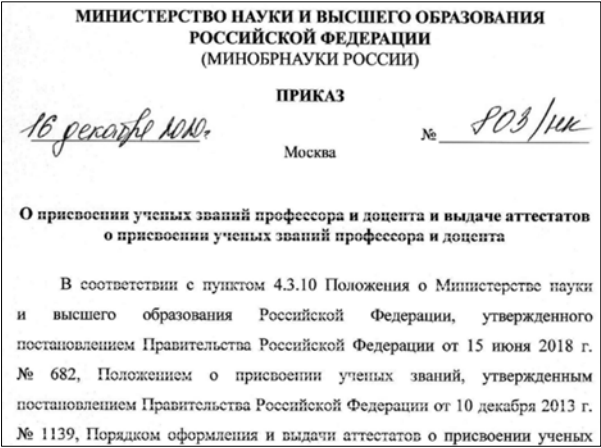 МИНИСТЕРСТВО НАУКИ И ВЫСШЕГО ОБРАЗОВАНИЯ
РОССИЙСКОЙ ФЕДЕРАЦИИ
(МИНОБРНАУКИ РОССИИ)
ПРИКАЗ
16 декабря 2020г. № 803/нк
Москва
О присвоении ученых званий профессора и доцента и выдаче аттестатов
о присвоении ученых званий профессора и доцента
В соответствии с пунктом 4.3.10 Положения о Министерстве науки
и высшего образования Российской Федерации, утвержденного
постановлением Правительства Российской Федерации от 15 июня 2018 г.
№ 682, Положением о присвоении ученых званий, утвержденным
постановлением Правительства Российской Федерации от 10 декабря 2013 г.
№ 1139, Порядком оформления и выдачи аттестатов о присвоении ученых